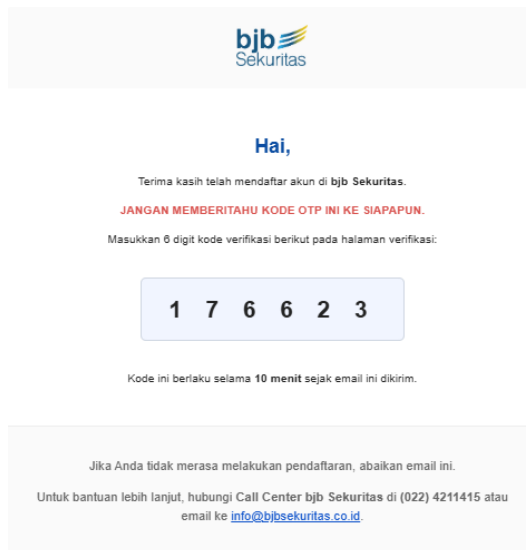 bjb
Sekuritas
Hai,
Terima kasih telah mendaftar akun di bjb Sekuritas.
JANGAN MEMBERITAHU KODE OTP INI KE SIAPAPUN.
Masukkan 6 digit kode verifikasi berikut pada halaman verifikasi:
1 7 6 6 2 3
Kode ini berlaku selama 10 menit sejak email ini dikirim.
Jika Anda tidak merasa melakukan pendaftaran, abaikan email ini.
Untuk bantuan lebih lanjut, hubungi Call Center bjb Sekuritas di (022) 4211415 atau
email ke info@bjbsekuritas.co.id.